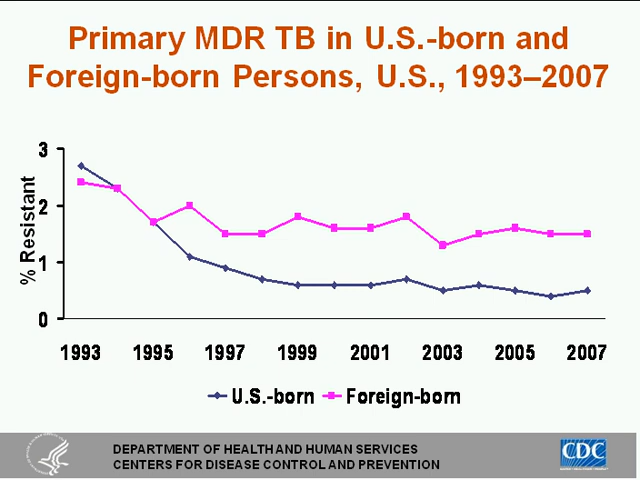 Primary MDR TB in U.S.-born and
Foreign-born Persons, U.S., 1993–2007
% Resistant
3
2
1
0
1993 1995 1997 1999 2001 2003 2005 2007
U.S.-born Foreign-born
DEPARTMENT OF HEALTH AND HUMAN SERVICES
CENTERS FOR DISEASE CONTROL AND PREVENTION
CDC